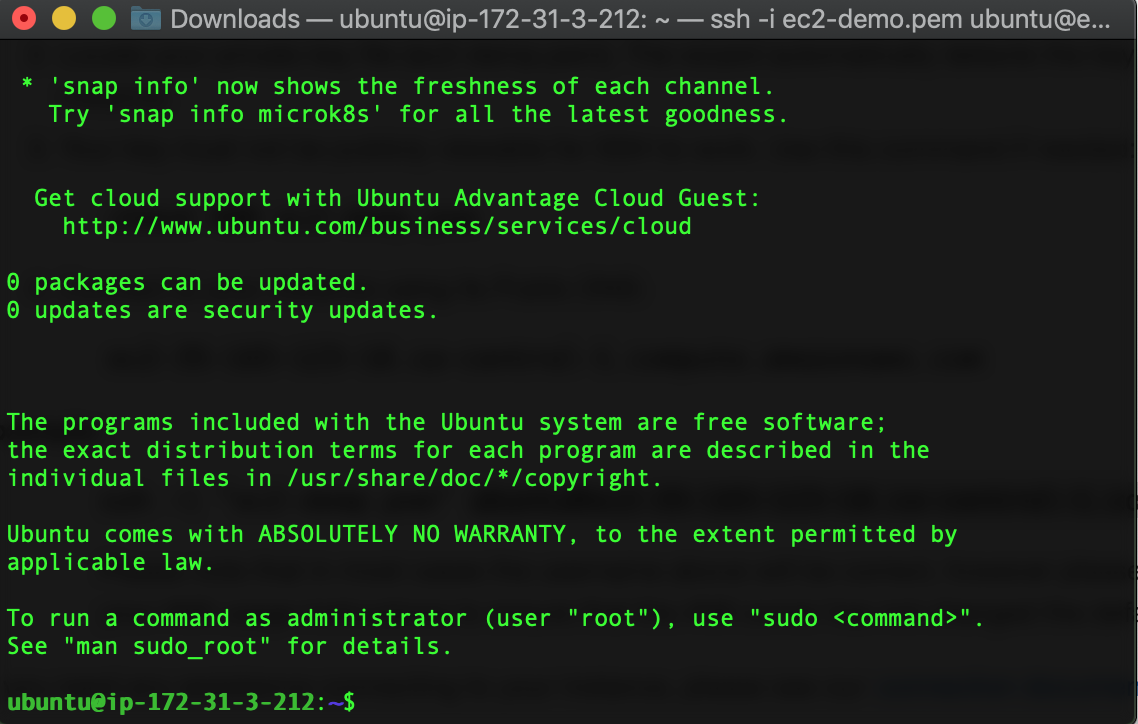 Downloads — ubuntu@ip-172-31-3-212: ~ — ssh -i ec2-demo.pem ubuntu@e...
* 'snap info' now shows the freshness of each channel.
Try 'snap info microk8s' for all the latest goodness.
Get cloud support with Ubuntu Advantage Cloud Guest:
http://www.ubuntu.com/business/services/cloud
0 packages can be updated.
0 updates are security updates.
The programs included with the Ubuntu system are free software;
the exact distribution terms for each program are described in the
individual files in /usr/share/doc/*/copyright.
Ubuntu comes with ABSOLUTELY NO WARRANTY, to the extent permitted by
applicable law.
To run a command as administrator (user "root"), use "sudo <command>".
See "man sudo_root" for details.
ubuntu@ip-172-31-3-212:~$